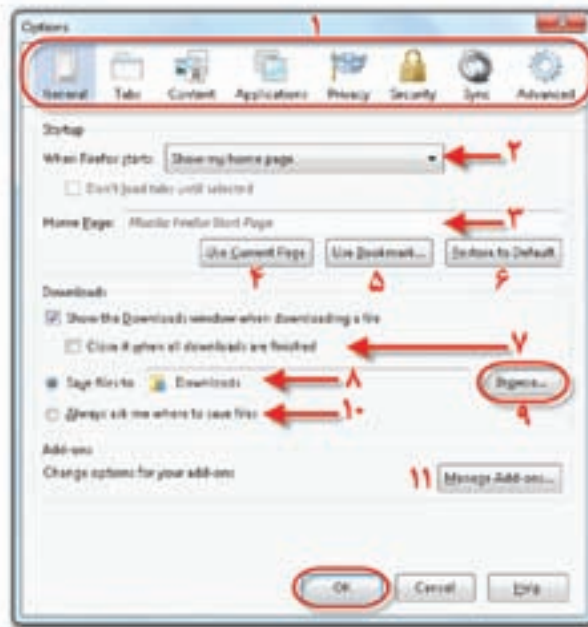 Options ۱
General Tabs Content Applications Privacy Security Sync Advanced
Startup
When Firefox starts: Show my home page ۲
Don't load tabs until selected
Home Page: Mozilla Firefox Start Page ۳
Use Current Page Use Bookmark... Restore to Default
۴ ۵ ۶
Downloads
Show the Downloads window when downloading a file
Close it when all downloads are finished ۷
Save files to Downloads ۸ Browse...
۹
Always ask me where to save files ۱۰
Add-ons
Change options for your add-ons ۱۱ Manage Add-ons...
OK Cancel Help